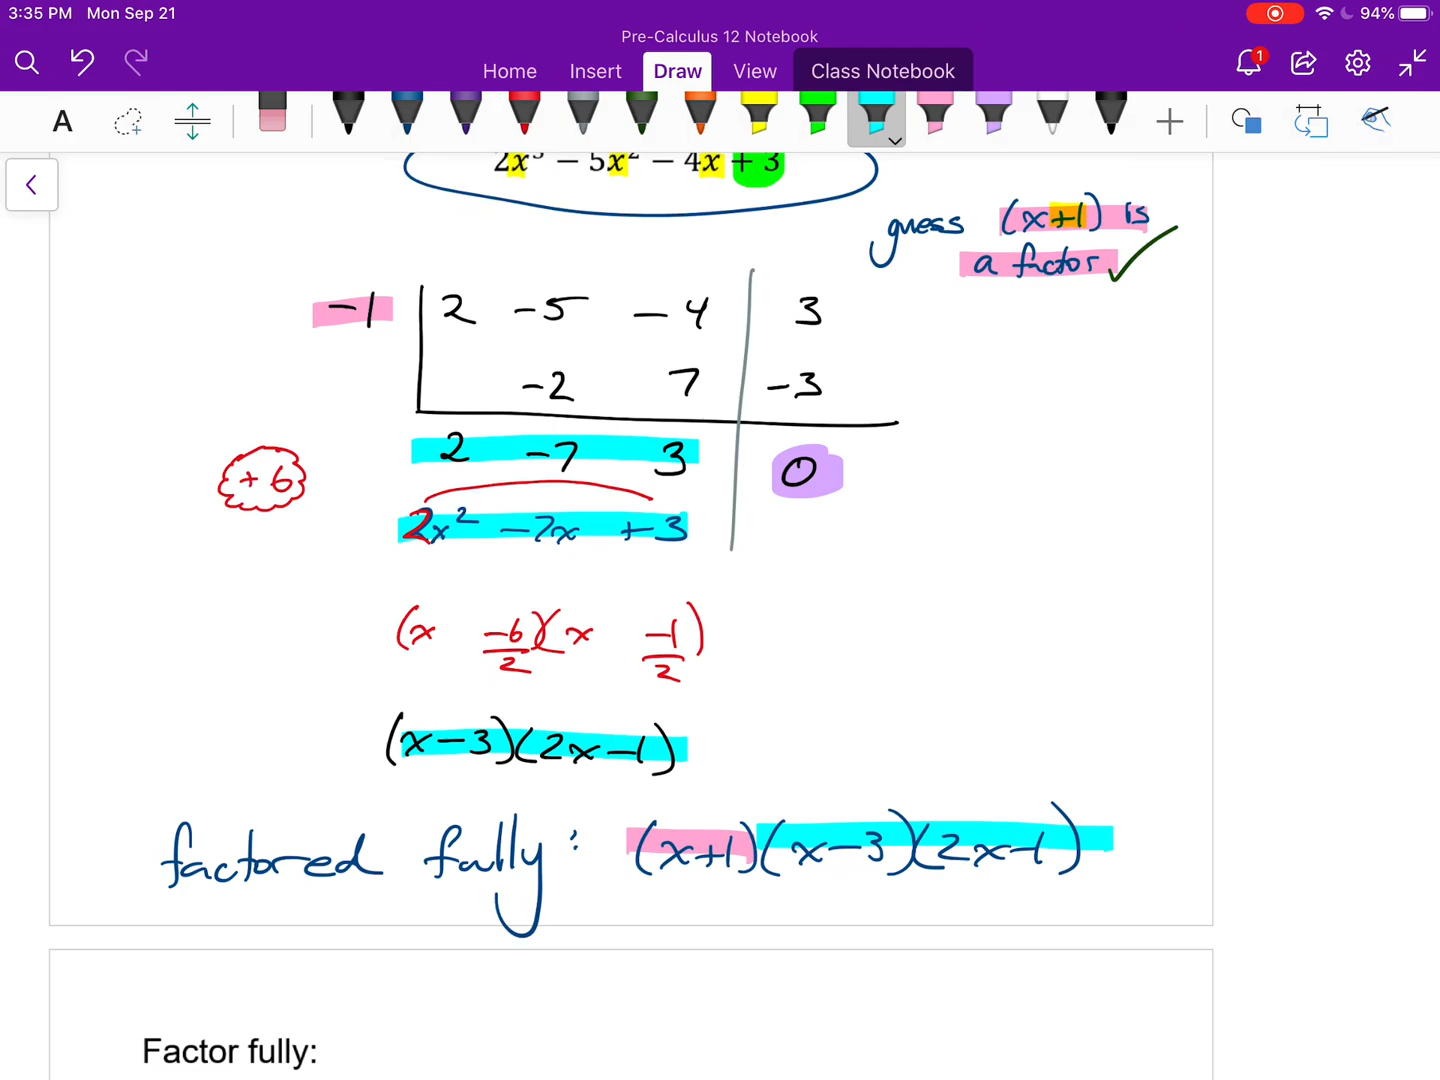 3:35 PM Mon Sep 21
94%
Pre-Calculus 12 Notebook
Home Insert Draw View Class Notebook
1
A
2x³ − 5x² − 4x + 3
guess (x+1) is
a factor ✓
-1 | 2 -5 -4 3
-2 7 -3
2 -7 3 0
+6
2x² - 7x + 3
(x -6/2)(x -1/2)
(x-3)(2x-1)
factored fully: (x+1)(x-3)(2x-1)
Factor fully: